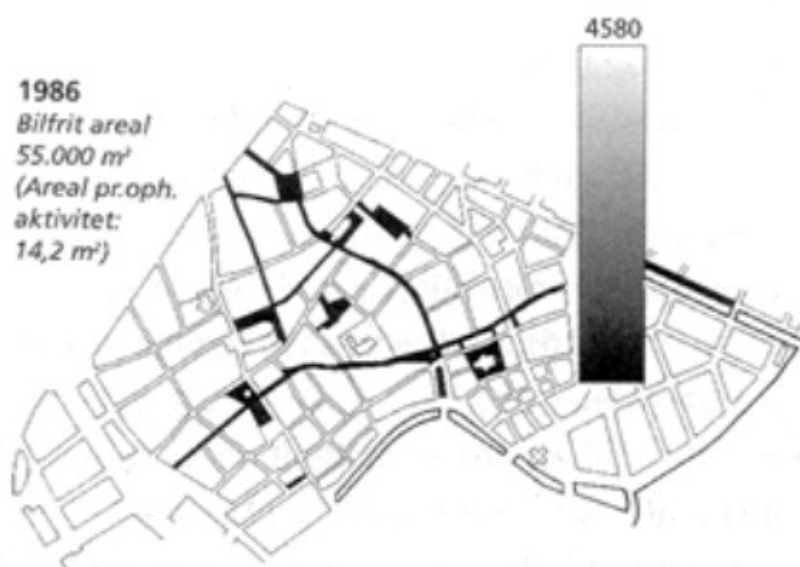 1986
Bilfrit areal
55.000 m²
(Areal pr.oph.
aktivitet:
14,2 m²)
4580